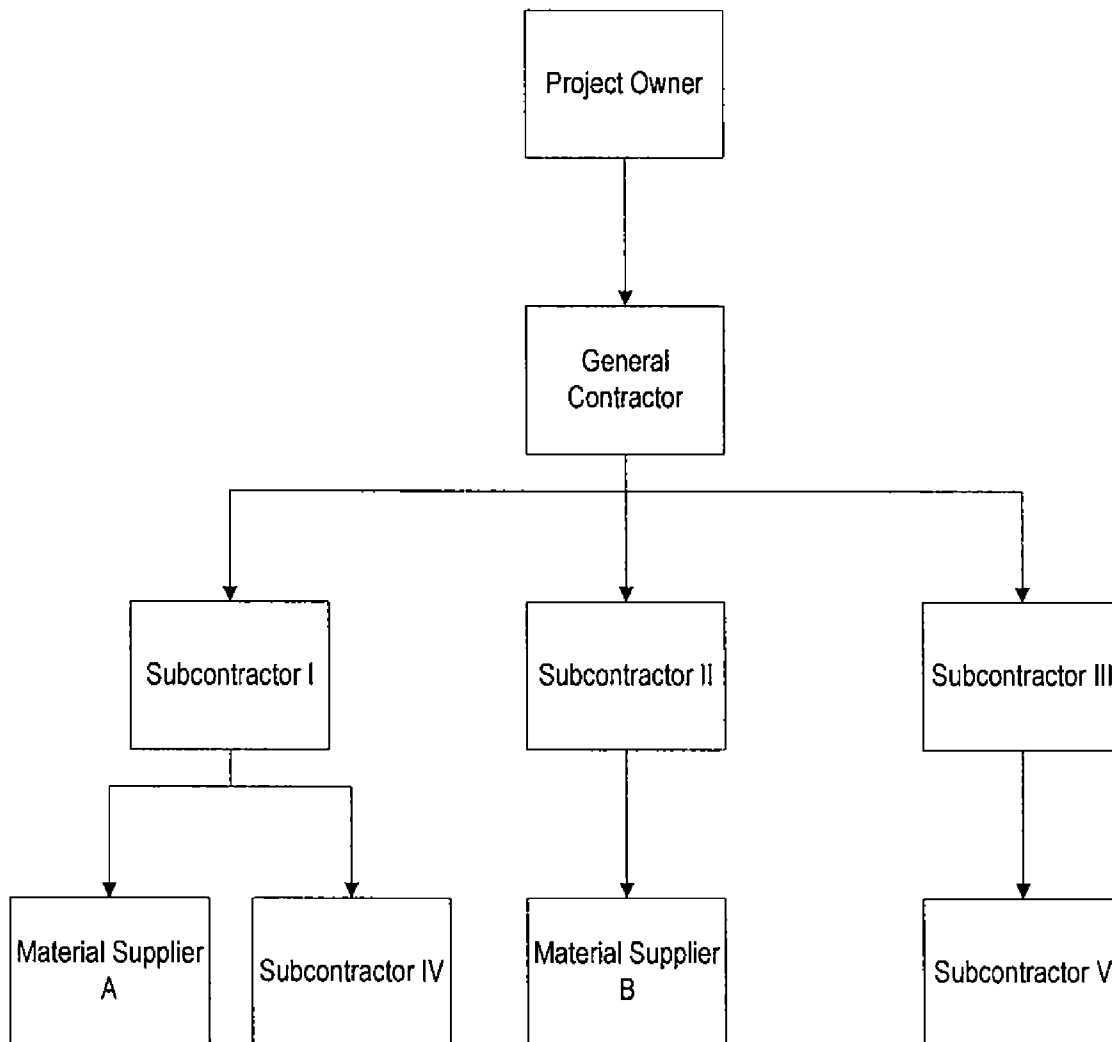 Project Owner
General
Contractor
Subcontractor I
Subcontractor II
Subcontractor III
Material Supplier
A
Subcontractor IV
Material Supplier
B
Subcontractor V